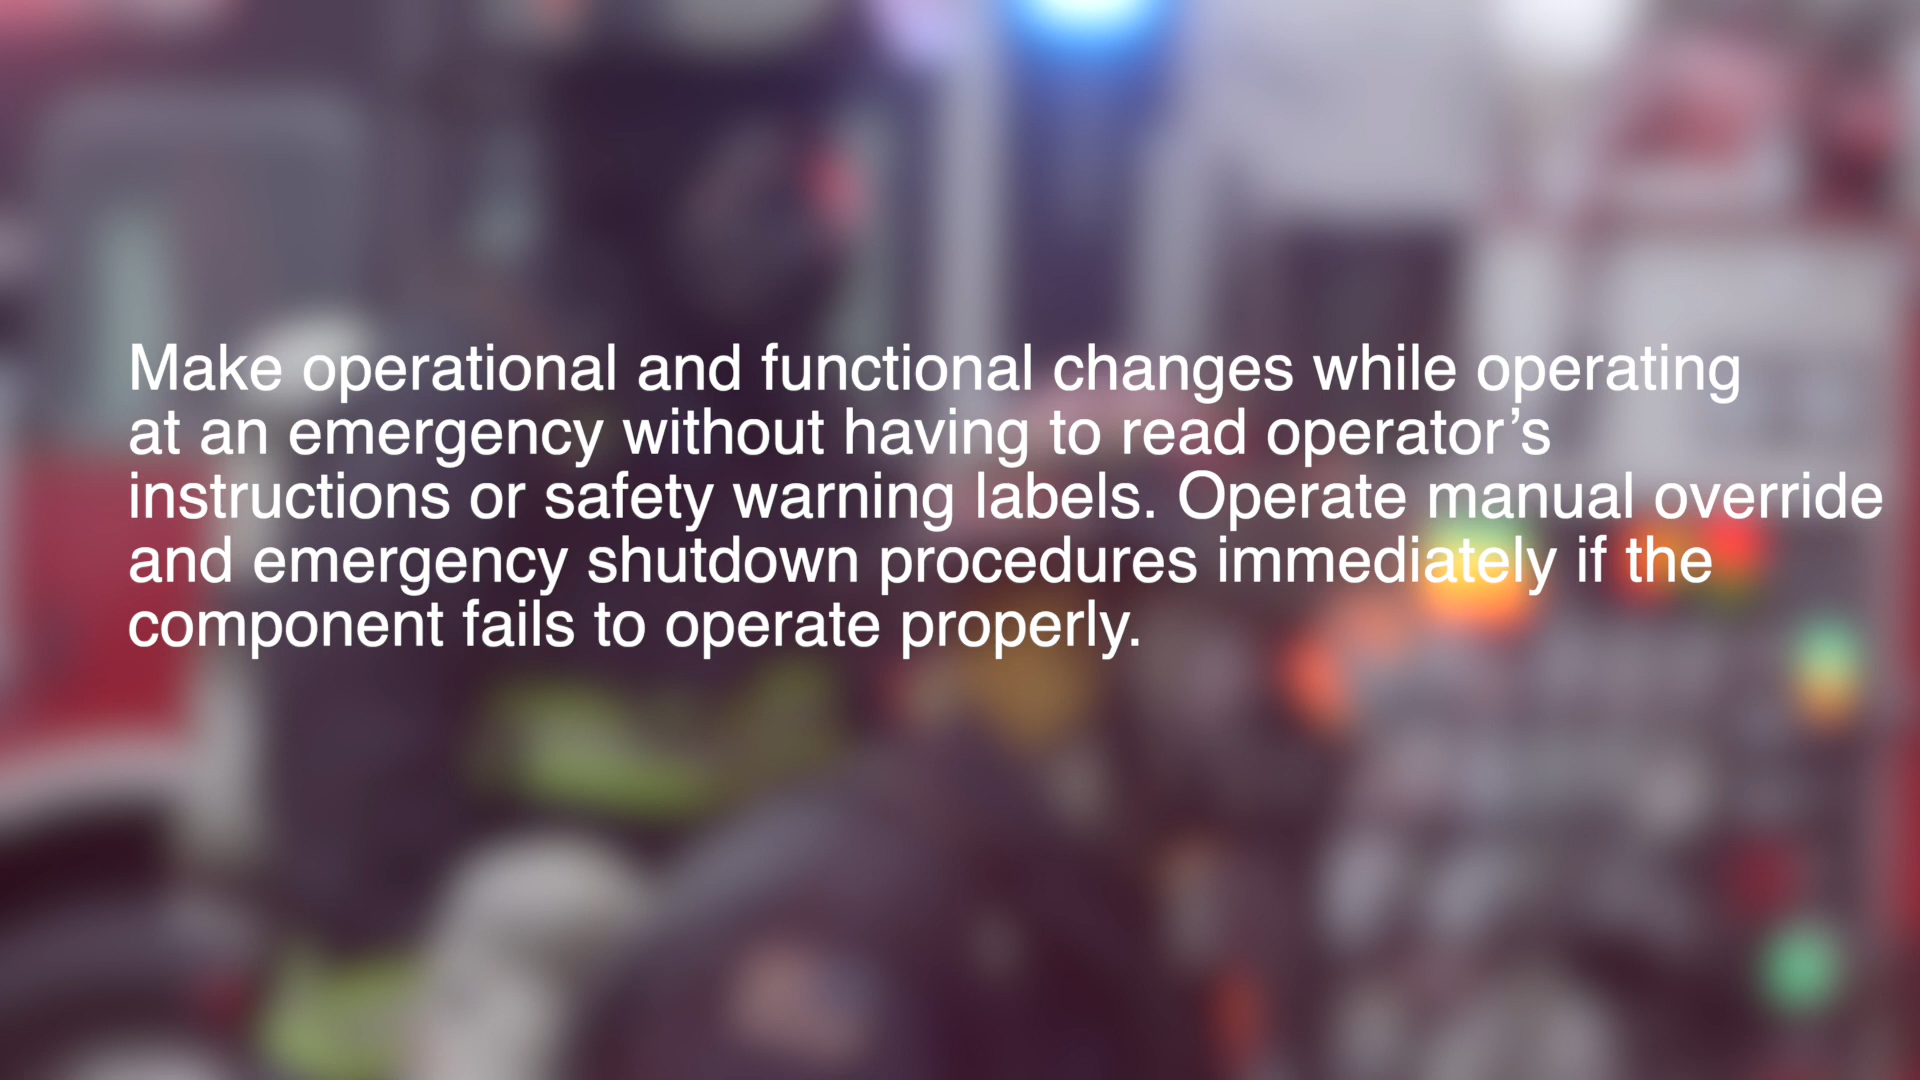 Make operational and functional changes while operating
at an emergency without having to read operator’s
instructions or safety warning labels. Operate manual override
and emergency shutdown procedures immediately if the
component fails to operate properly.